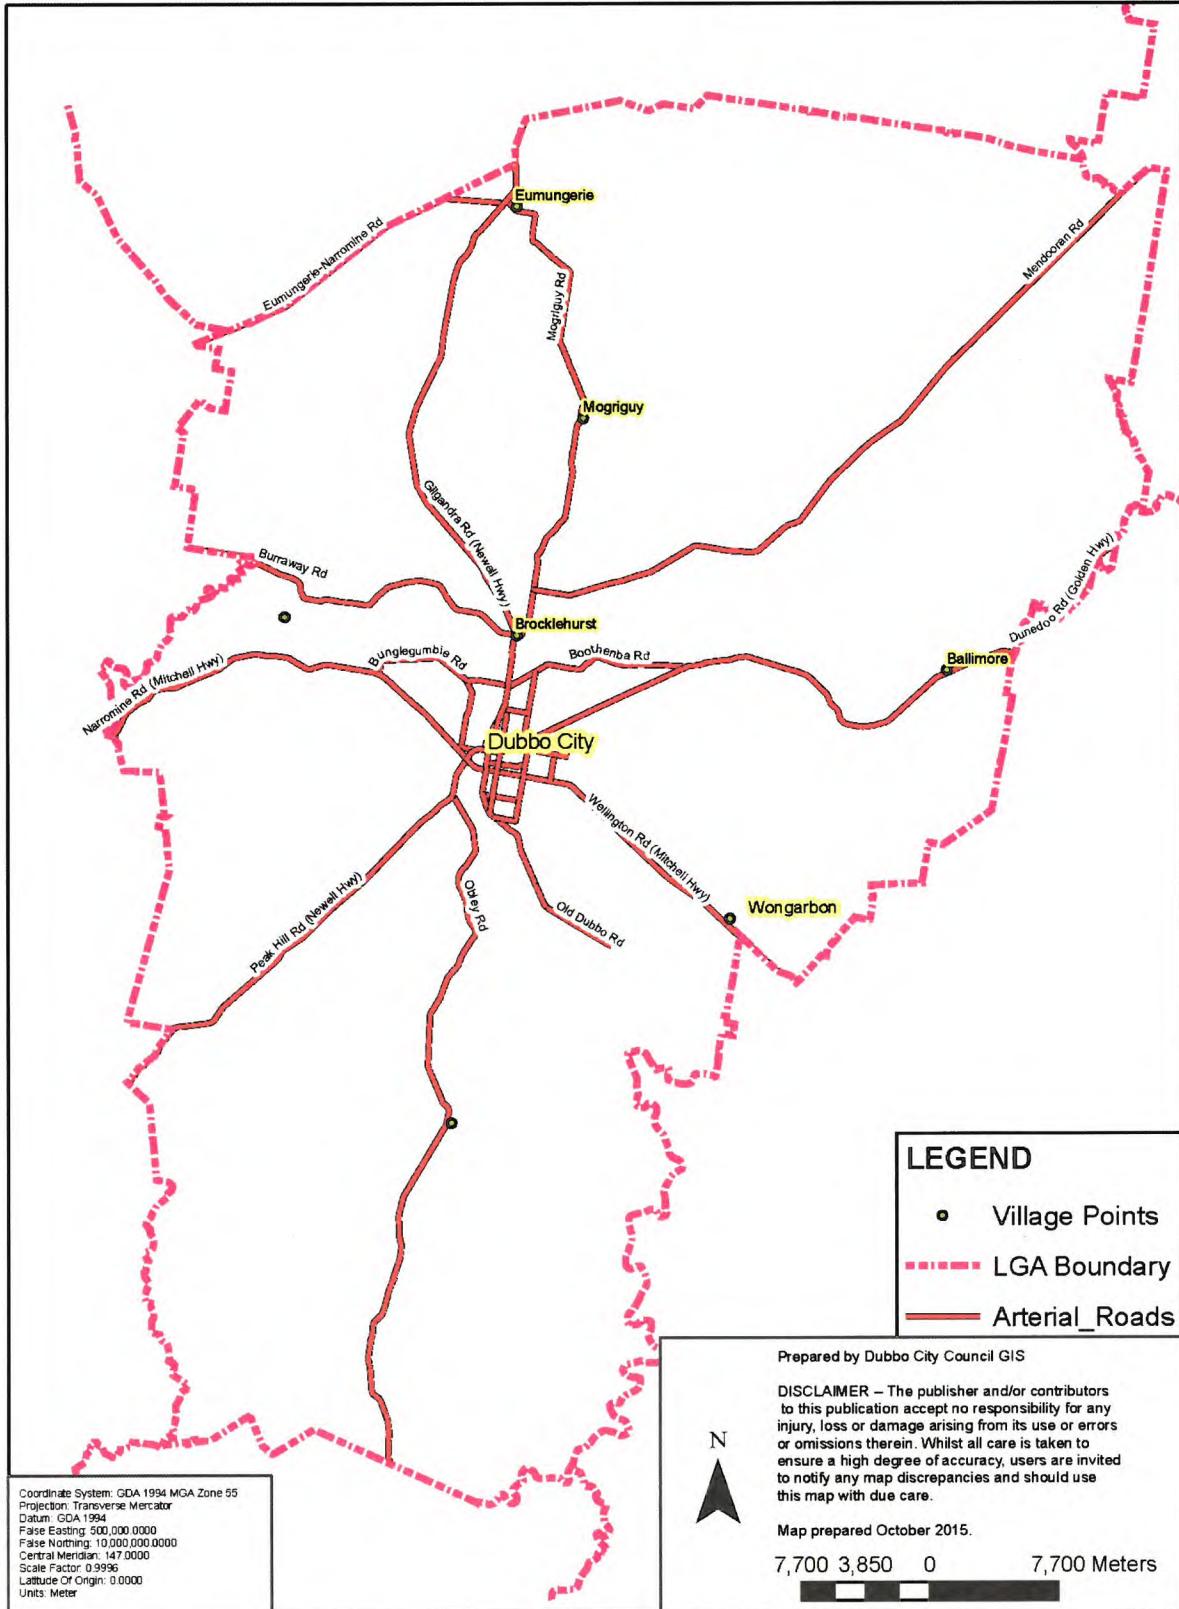 Eumungerie
Eumungerie-Narromine Rd
Mendooran Rd
Mogriguy Rd
Mogriguy
Gilgandra Rd (Newell Hwy)
Burraway Rd
Dunedoo Rd (Golden Hwy)
Brocklehurst
Bunglegumbie Rd
Boothenba Rd
Ballimore
Narromine Rd (Mitchell Hwy)
Dubbo City
Wellington Rd (Mitchell Hwy)
Peak Hill Rd (Newell Hwy)
Obley Rd
Old Dubbo Rd
Wongarbon
LEGEND
Village Points
LGA Boundary
Arterial_Roads
Prepared by Dubbo City Council GIS
DISCLAIMER – The publisher and/or contributors
to this publication accept no responsibility for any
injury, loss or damage arising from its use or errors
or omissions therein. Whilst all care is taken to
ensure a high degree of accuracy, users are invited
to notify any map discrepancies and should use
this map with due care.
Map prepared October 2015.
N
7,700 3,850 0 7,700 Meters
Coordinate System: GDA 1994 MGA Zone 55
Projection: Transverse Mercator
Datum: GDA 1994
False Easting: 500,000.0000
False Northing: 10,000,000.0000
Central Meridian: 147.0000
Scale Factor: 0.9996
Latitude Of Origin: 0.0000
Units: Meter